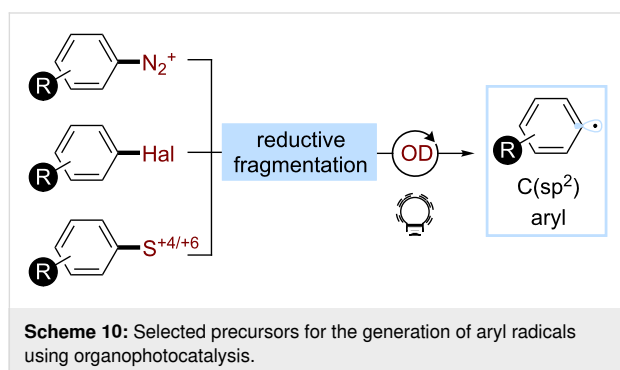 R
N₂⁺
R
Hal
R
S⁺⁴/⁺⁶
reductive
fragmentation
OD
R
C(sp²)
aryl
Scheme 10: Selected precursors for the generation of aryl radicals
using organophotocatalysis.